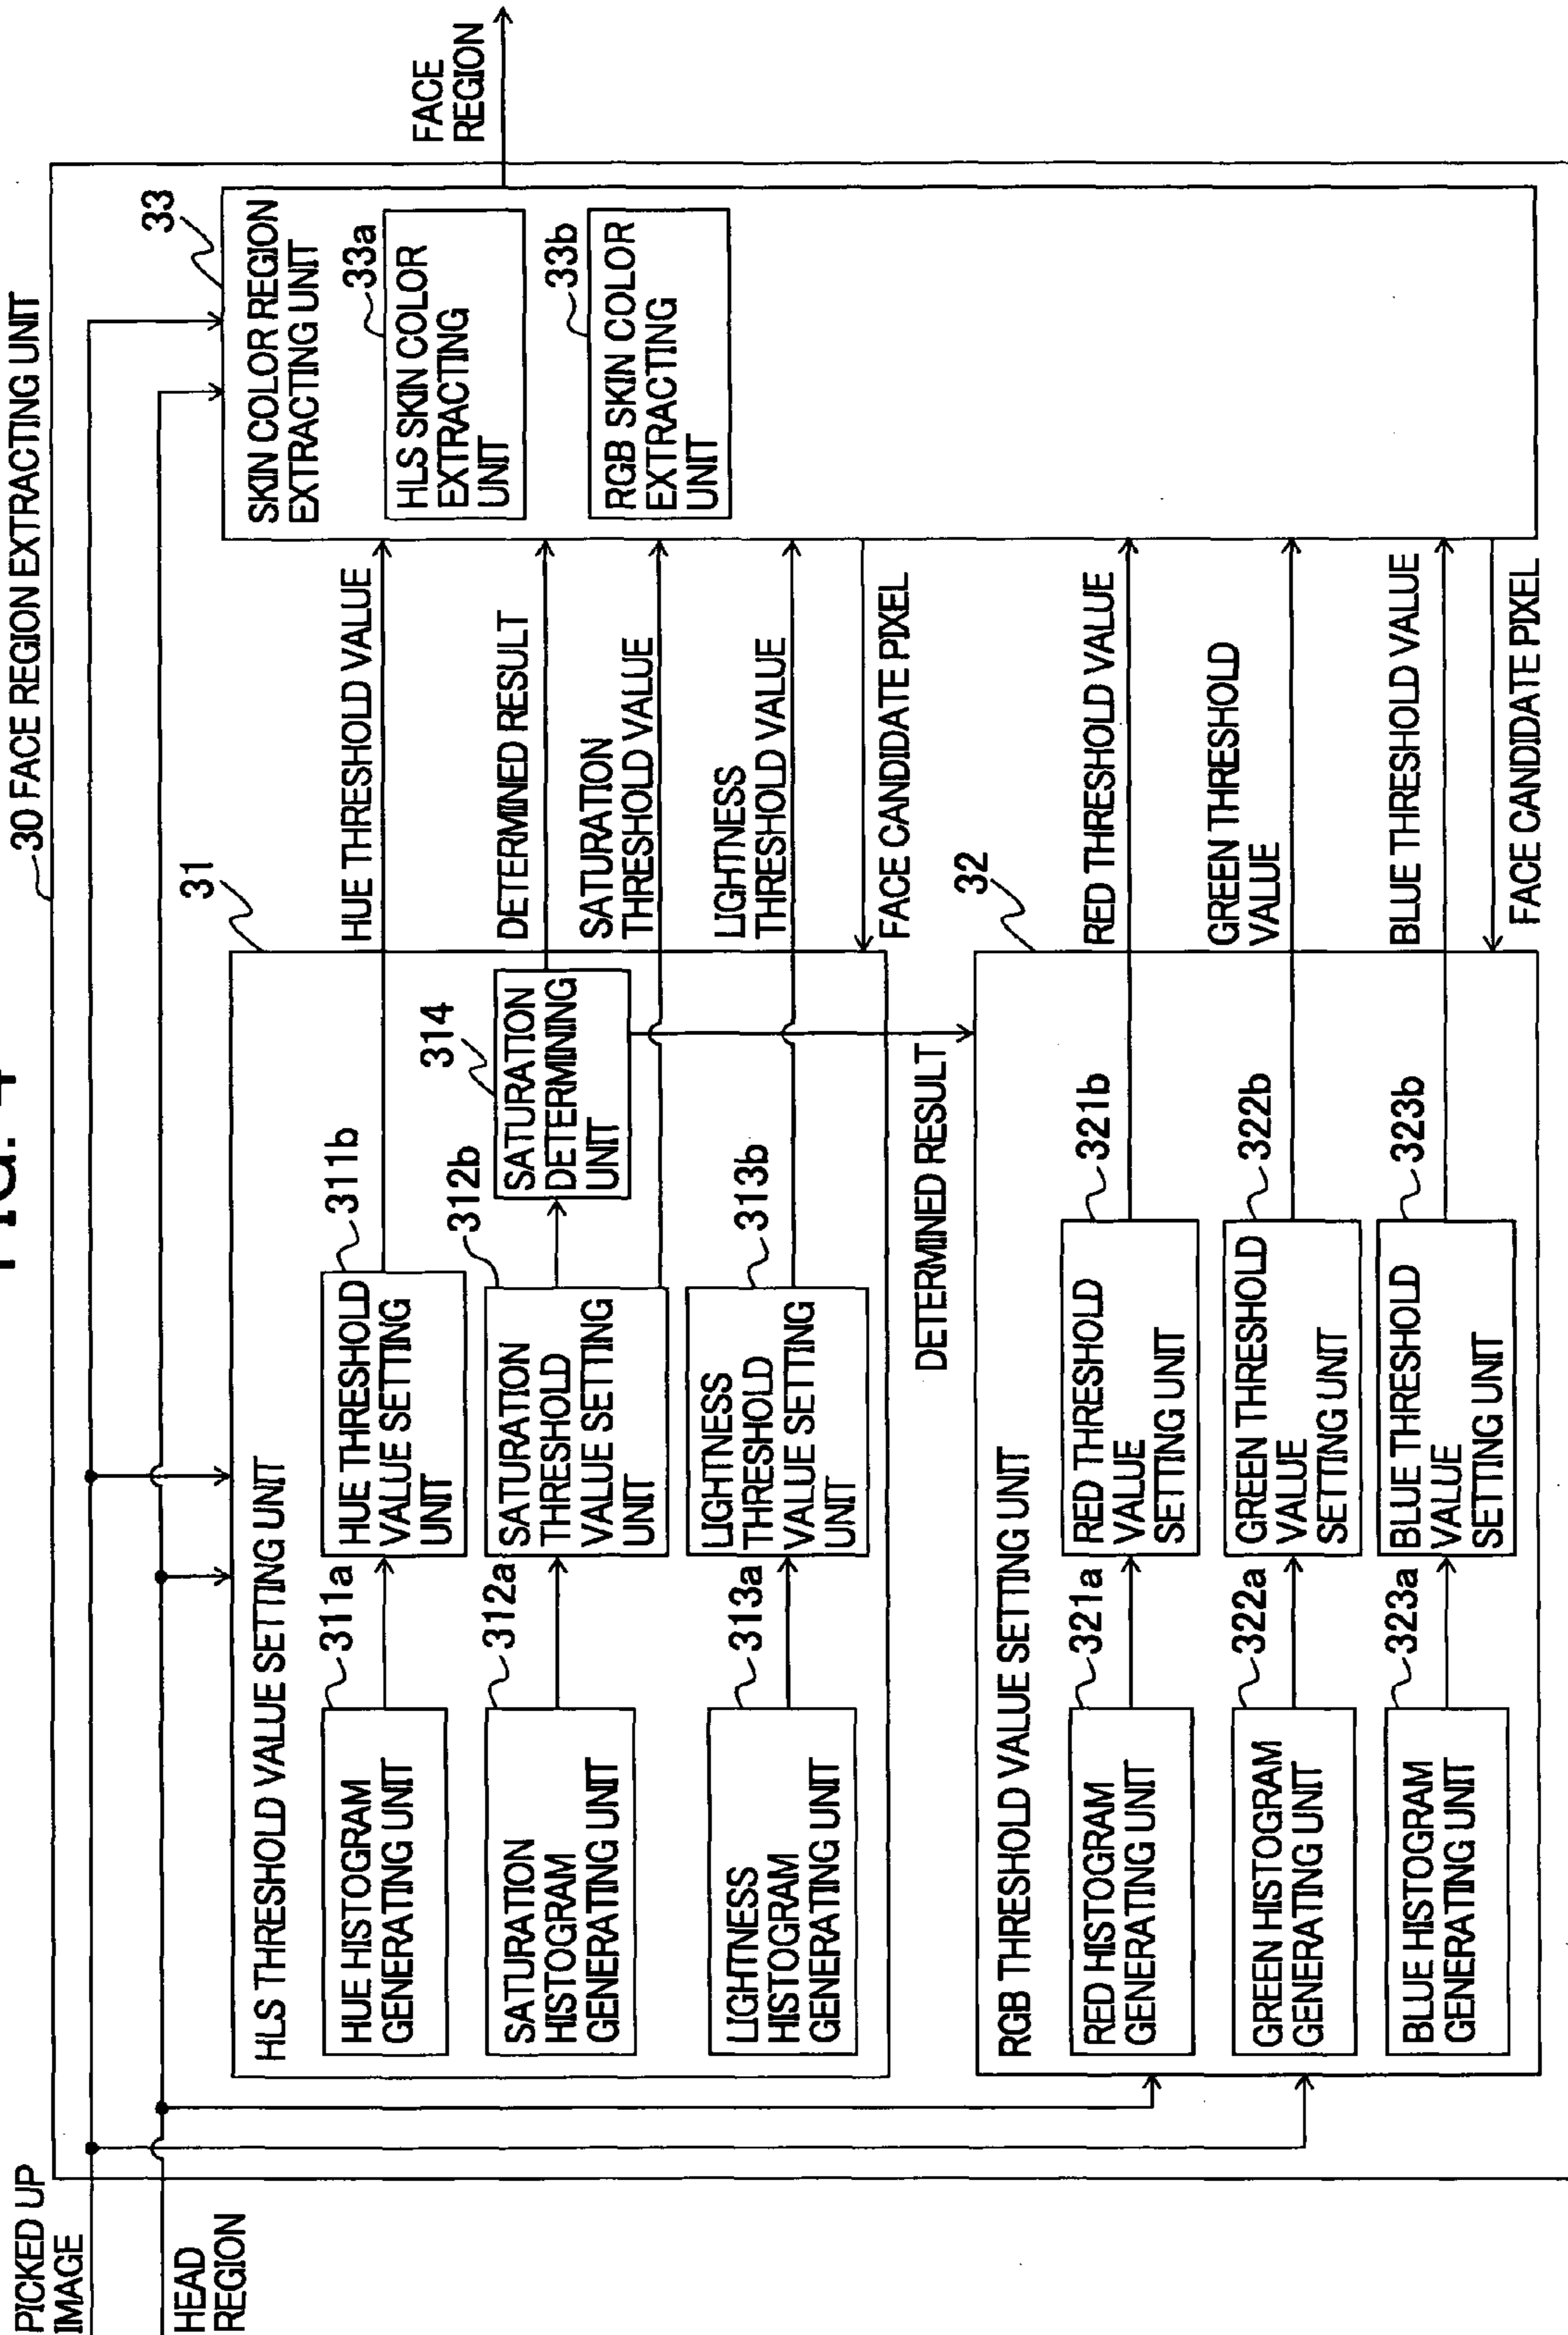 FIG. 4
30 FACE REGION EXTRACTING UNIT
PICKED UP
IMAGE
HEAD
REGION
31
HLS THRESHOLD VALUE SETTING UNIT
311a
HUE HISTOGRAM
GENERATING UNIT
311b
HUE THRESHOLD
VALUE SETTING
UNIT
312a
SATURATION
HISTOGRAM
GENERATING UNIT
312b
SATURATION
THRESHOLD
VALUE SETTING
UNIT
314
SATURATION
DETERMINING
UNIT
313a
LIGHTNESS
HISTOGRAM
GENERATING UNIT
313b
LIGHTNESS
THRESHOLD
VALUE SETTING
UNIT
HUE THRESHOLD VALUE
DETERMINED RESULT
SATURATION
THRESHOLD VALUE
LIGHTNESS
THRESHOLD VALUE
FACE CANDIDATE PIXEL
DETERMINED RESULT
32
RGB THRESHOLD VALUE SETTING UNIT
321a
RED HISTOGRAM
GENERATING UNIT
321b
RED THRESHOLD
VALUE
SETTING UNIT
322a
GREEN HISTOGRAM
GENERATING UNIT
322b
GREEN THRESHOLD
VALUE
SETTING UNIT
323a
BLUE HISTOGRAM
GENERATING UNIT
323b
BLUE THRESHOLD
VALUE
SETTING UNIT
RED THRESHOLD VALUE
GREEN THRESHOLD
VALUE
BLUE THRESHOLD VALUE
FACE CANDIDATE PIXEL
33
SKIN COLOR REGION
EXTRACTING UNIT
33a
HLS SKIN COLOR
EXTRACTING
UNIT
33b
RGB SKIN COLOR
EXTRACTING
UNIT
FACE
REGION